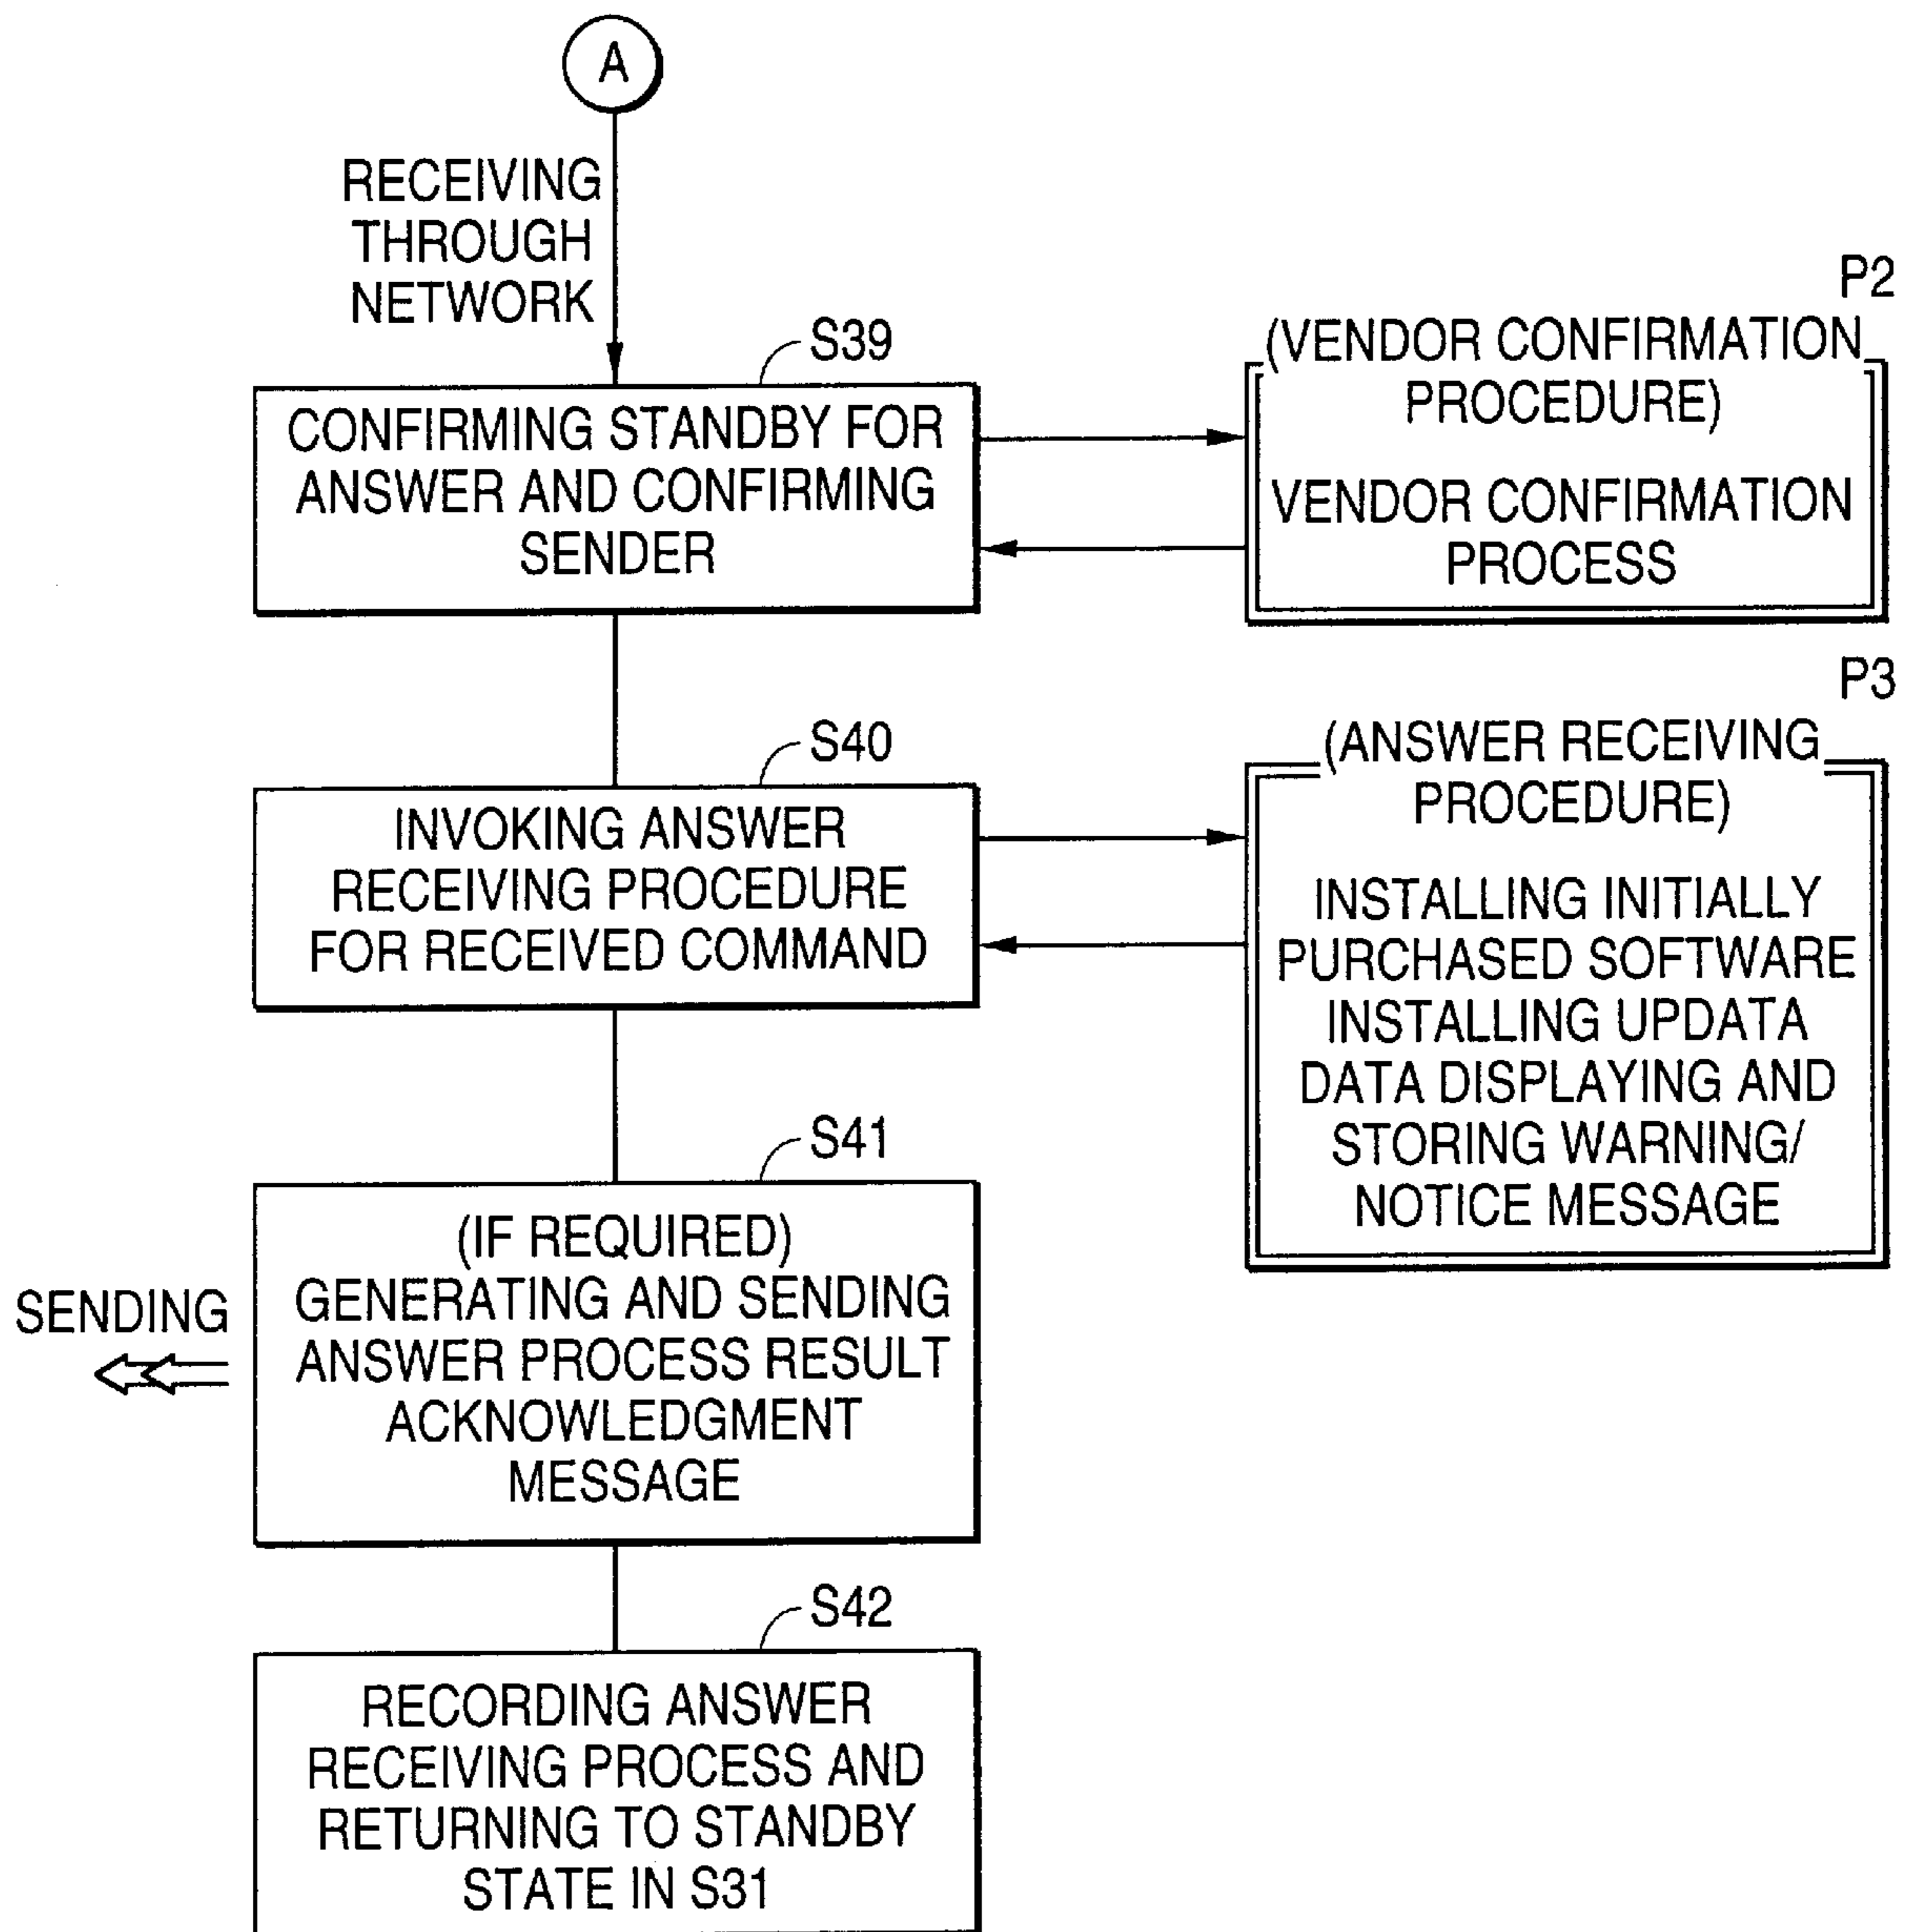 A
RECEIVING
THROUGH
NETWORK
S39
CONFIRMING STANDBY FOR
ANSWER AND CONFIRMING
SENDER
P2
(VENDOR CONFIRMATION
PROCEDURE)
VENDOR CONFIRMATION
PROCESS
S40
INVOKING ANSWER
RECEIVING PROCEDURE
FOR RECEIVED COMMAND
P3
(ANSWER RECEIVING
PROCEDURE)
INSTALLING INITIALLY
PURCHASED SOFTWARE
INSTALLING UPDATA
DATA DISPLAYING AND
STORING WARNING/
NOTICE MESSAGE
S41
(IF REQUIRED)
GENERATING AND SENDING
ANSWER PROCESS RESULT
ACKNOWLEDGMENT
MESSAGE
SENDING
S42
RECORDING ANSWER
RECEIVING PROCESS AND
RETURNING TO STANDBY
STATE IN S31